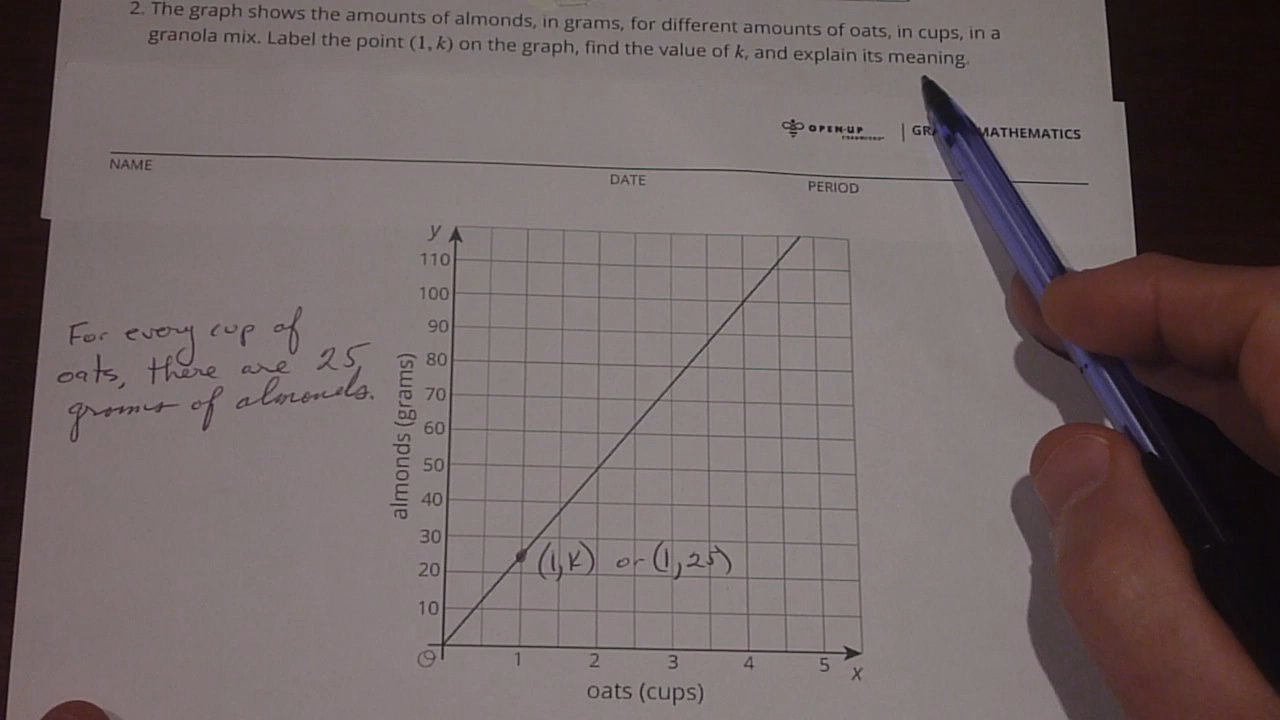 2. The graph shows the amounts of almonds, in grams, for different amounts of oats, in cups, in a
granola mix. Label the point (1, k) on the graph, find the value of k, and explain its meaning.
OPEN-UP
MATHEMATICS
NAME
DATE
PERIOD
For every cup of
oats, there are 25
grams of almonds.
y
110
100
90
80
70
60
50
40
30
20
10
almonds (grams)
(1,K) or (1,25)
O
1 2 3 4 5
x
oats (cups)